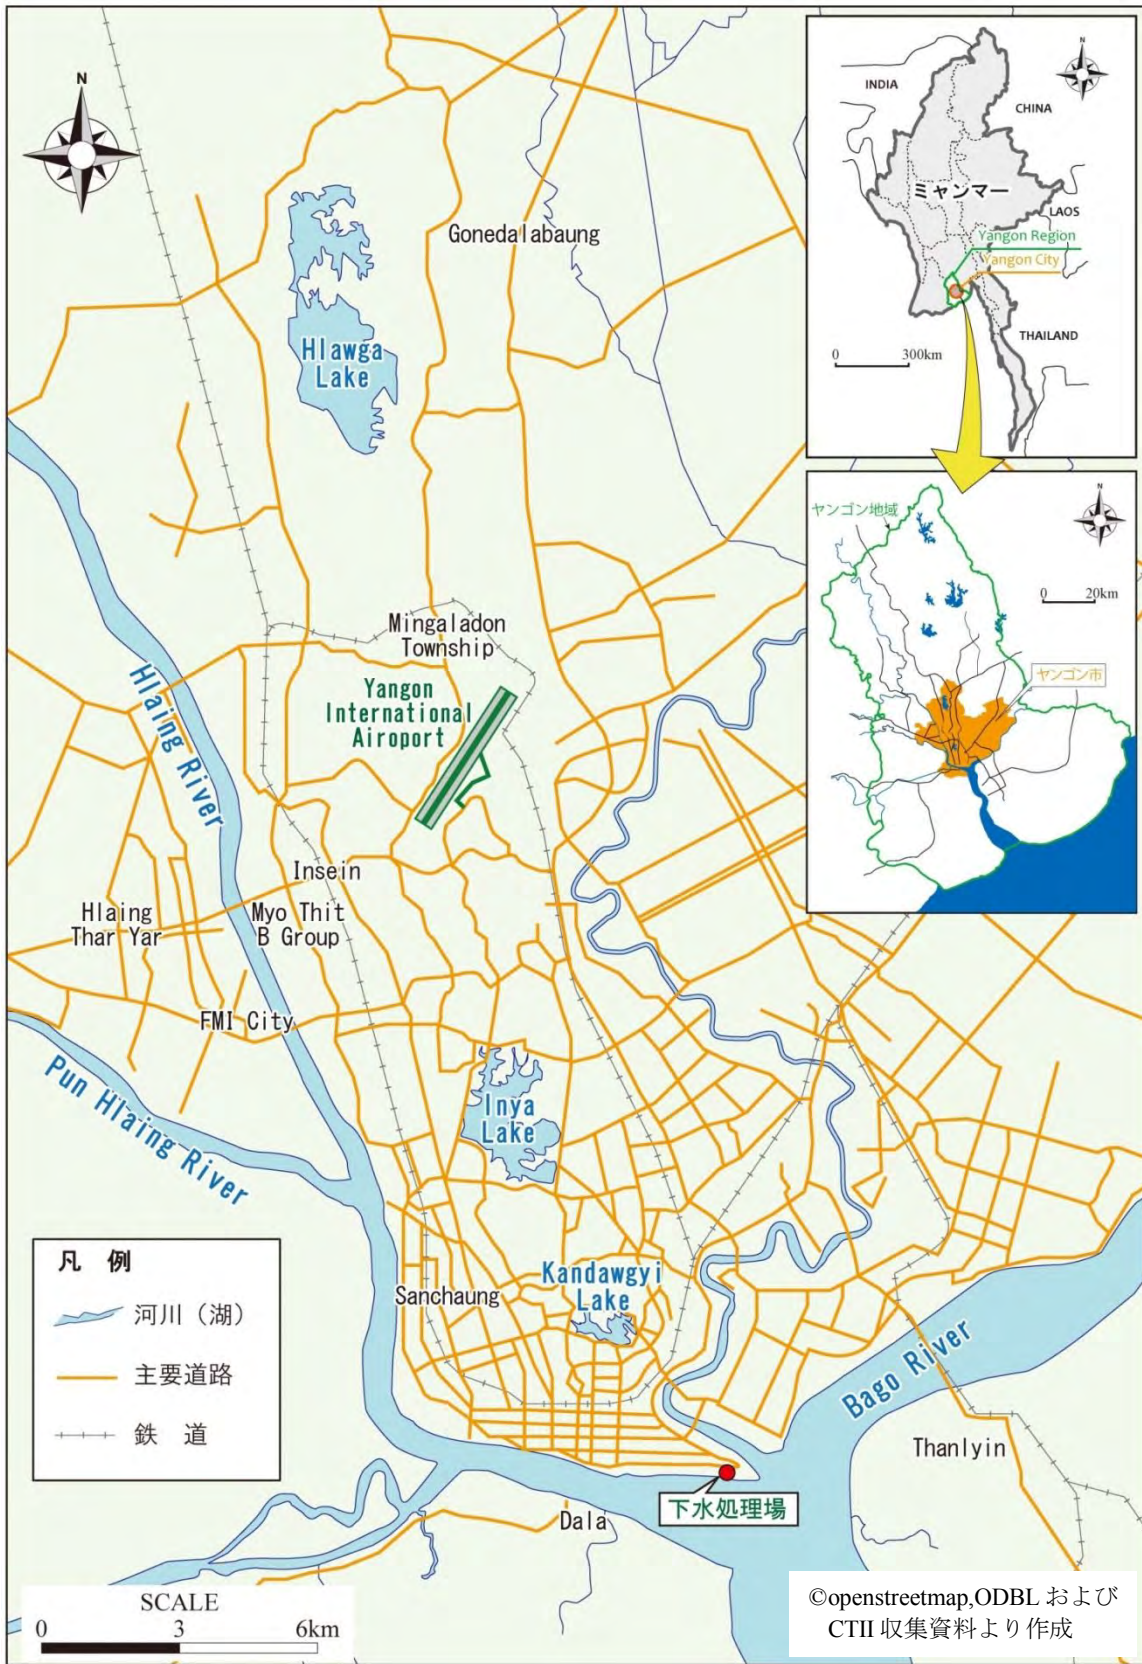 N
Gonedalabaung
Hlawga
Lake
Mingaladon
Township
Yangon
International
Airoport
Hlaing River
Insein
Hlaing
Thar Yar
Myo Thit
B Group
FMI City
Pun Hlaing River
Inya
Lake
Kandawgyi
Lake
Sanchaung
Bago River
Thanlyin
下水処理場
Dala
凡 例
河川（湖）
主要道路
鉄 道
SCALE
0 3 6km
N
INDIA
CHINA
ミャンマー
LAOS
Yangon Region
Yangon City
THAILAND
0 300km
ヤンゴン地域
N
0 20km
ヤンゴン市
©openstreetmap,ODBL および
CTII 収集資料より作成